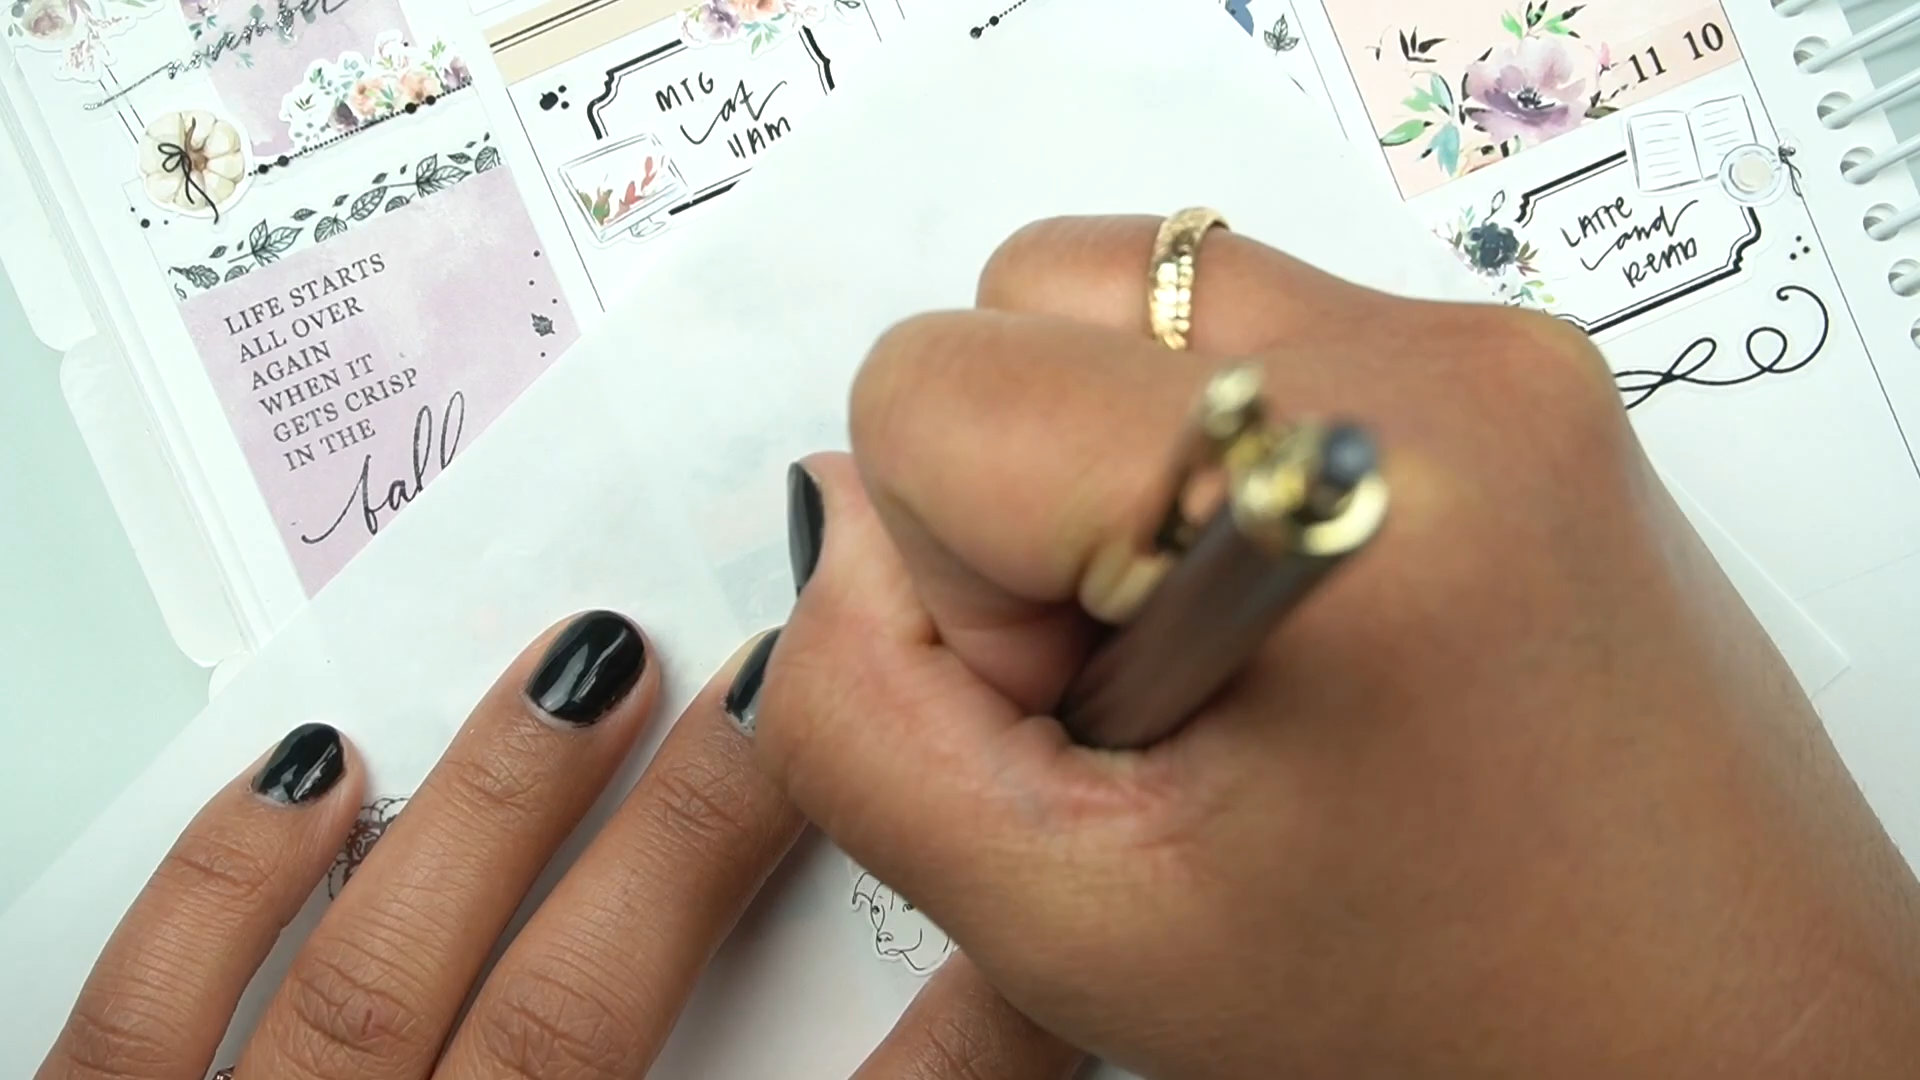 november
MTG
at
11AM
11 10
LATTE
and
READ
LIFE STARTS
ALL OVER
AGAIN
WHEN IT
GETS CRISP
IN THE
fall